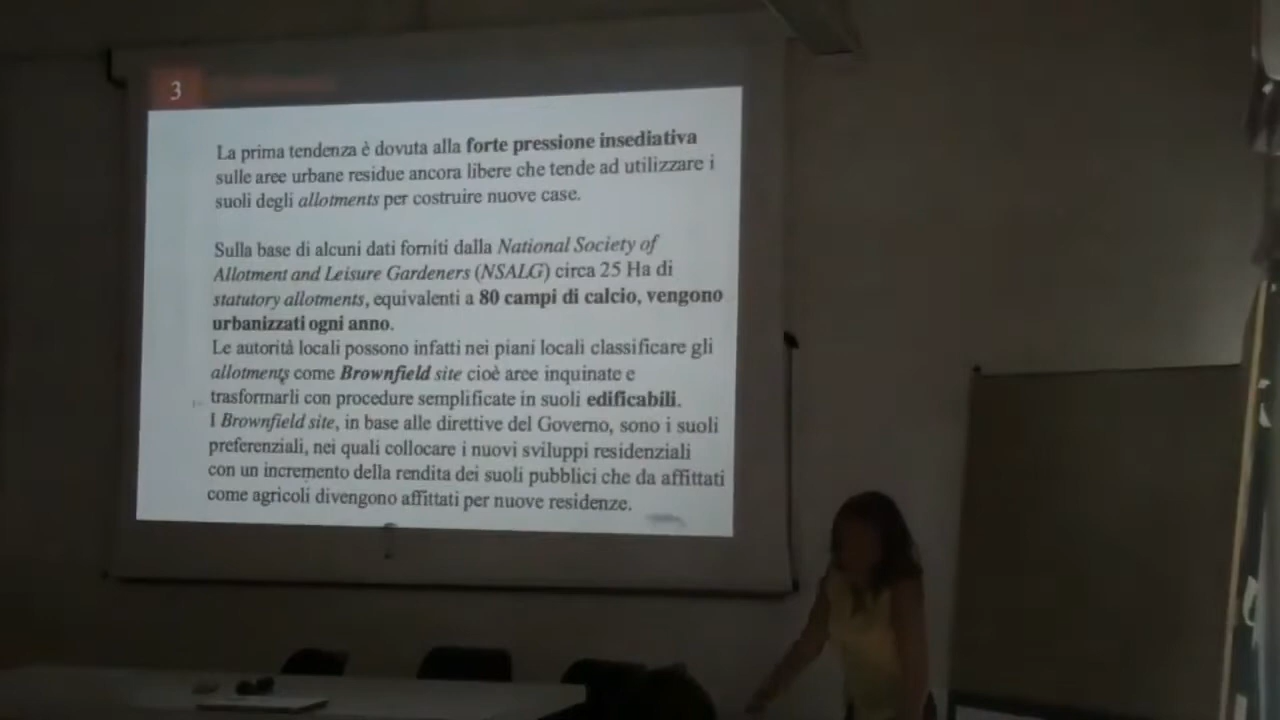 3
La prima tendenza è dovuta alla forte pressione insediativa
sulle aree urbane residue ancora libere che tende ad utilizzare i
suoli degli allotments per costruire nuove case.
Sulla base di alcuni dati forniti dalla National Society of
Allotment and Leisure Gardeners (NSALG) circa 25 Ha di
statutory allotments, equivalenti a 80 campi di calcio, vengono
urbanizzati ogni anno.
Le autorità locali possono infatti nei piani locali classificare gli
allotments come Brownfield site cioè aree inquinate e
trasformarli con procedure semplificate in suoli edificabili.
I Brownfield site, in base alle direttive del Governo, sono i suoli
preferenziali, nei quali collocare i nuovi sviluppi residenziali
con un incremento della rendita dei suoli pubblici che da affittati
come agricoli divengono affittati per nuove residenze.